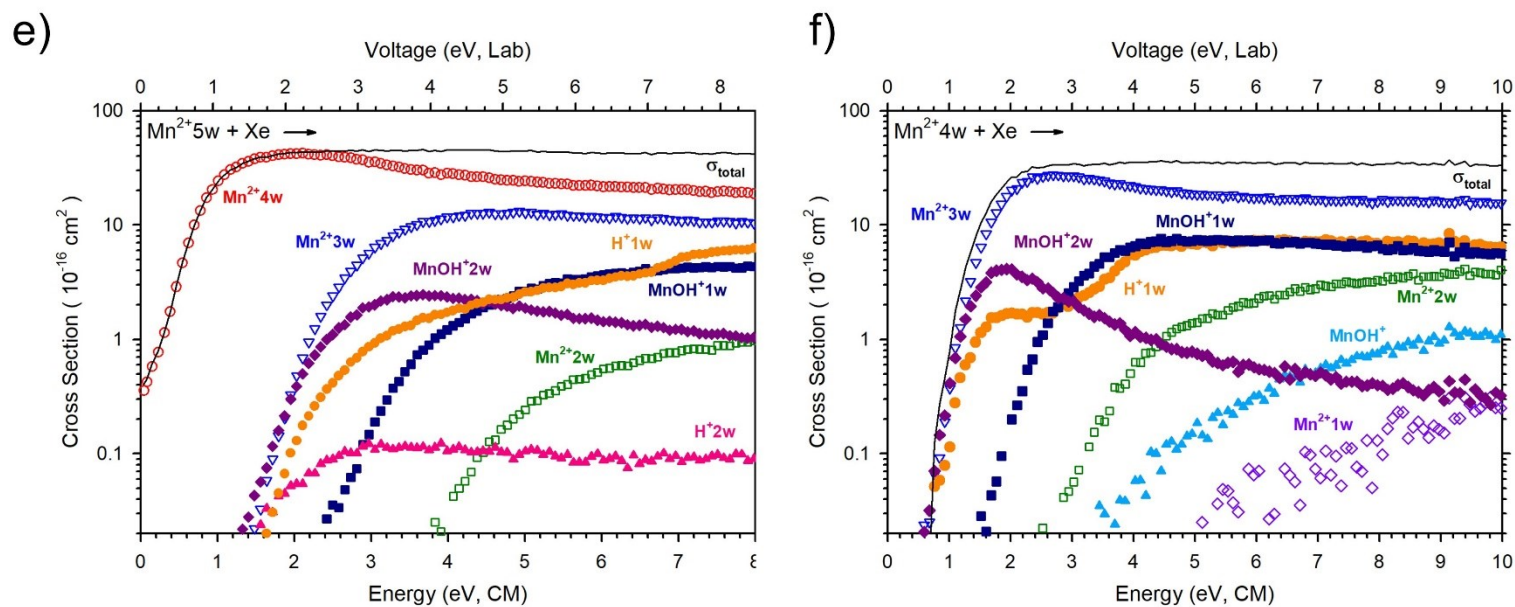 e)
Voltage (eV, Lab)
0 1 2 3 4 5 6 7 8
Mn²⁺5w + Xe →
100
10
1
0.1
Cross Section ( 10⁻¹⁶ cm²)
σtotal
Mn²⁺4w
Mn²⁺3w
H⁺1w
MnOH⁺2w
MnOH⁺1w
Mn²⁺2w
H⁺2w
0 1 2 3 4 5 6 7 8
Energy (eV, CM)
f)
Voltage (eV, Lab)
0 1 2 3 4 5 6 7 8 9 10
Mn²⁺4w + Xe →
100
10
1
0.1
Cross Section ( 10⁻¹⁶ cm²)
σtotal
Mn²⁺3w
MnOH⁺1w
MnOH⁺2w
H⁺1w
Mn²⁺2w
MnOH⁺
Mn²⁺1w
0 1 2 3 4 5 6 7 8 9 10
Energy (eV, CM)